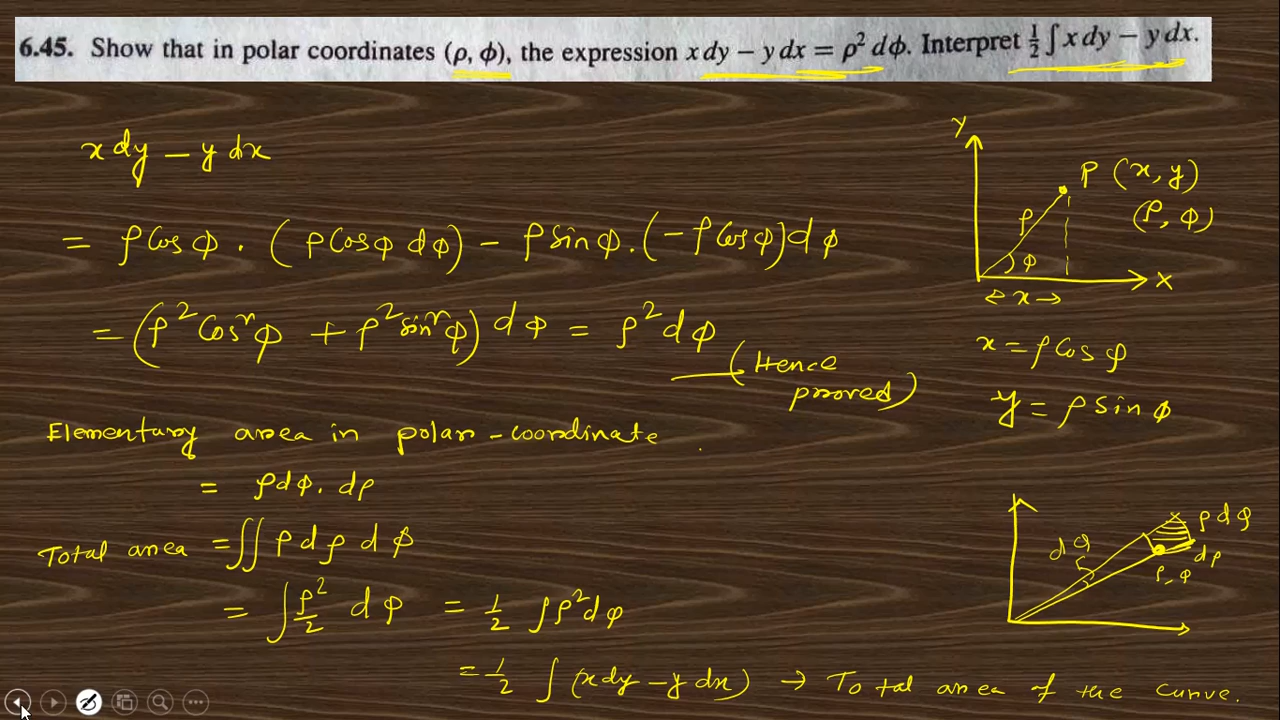 6.45. Show that in polar coordinates (ρ, φ), the expression x dy − y dx = ρ² dφ. Interpret ½ ∫ x dy − y dx.
x dy − y dx
= ρ Cos φ · (ρ Cos φ dφ) − ρ Sin φ · (−ρ Cos φ) dφ
= (ρ² Cos² φ + ρ² sin² φ) dφ = ρ² dφ
(Hence proved)
Y
P (x, y)
(ρ, φ)
ρ
φ
X
← x →
x = ρ Cos φ
y = ρ Sin φ
Elementary area in polar-coordinate
= ρ dφ. dρ
Total area = ∫∫ ρ dρ dφ
= ∫ ρ²/2 dφ = ½ ∫ ρ² dφ
= ½ ∫ (x dy − y dx) → Total area of the curve.
ρ dφ
dφ
dρ
ρ, φ